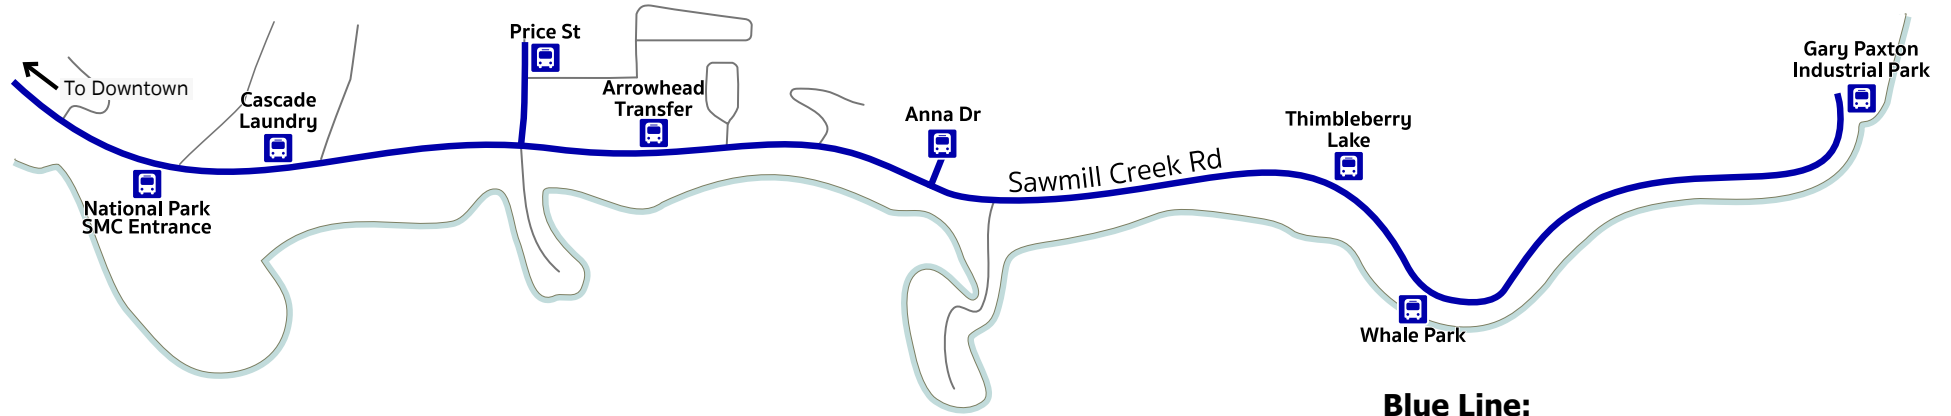 To Downtown
National Park
SMC Entrance
Cascade
Laundry
Price St
Arrowhead
Transfer
Anna Dr
Sawmill Creek Rd
Thimbleberry
Lake
Whale Park
Gary Paxton
Industrial Park
Blue Line: